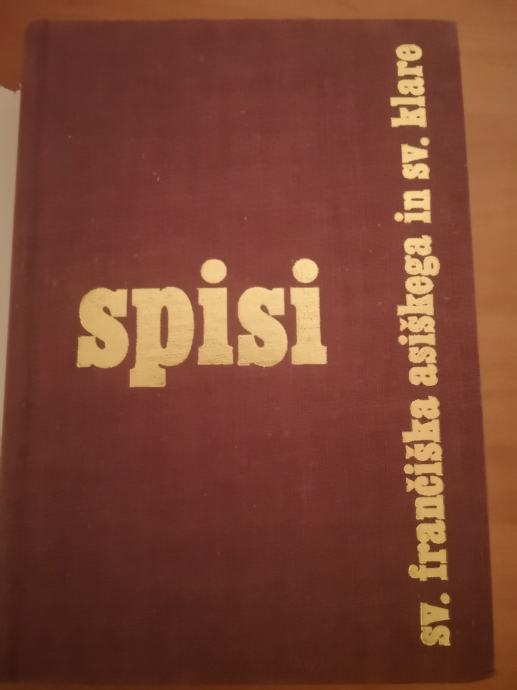 spisi
sv. frančiška asiškega in sv. klare